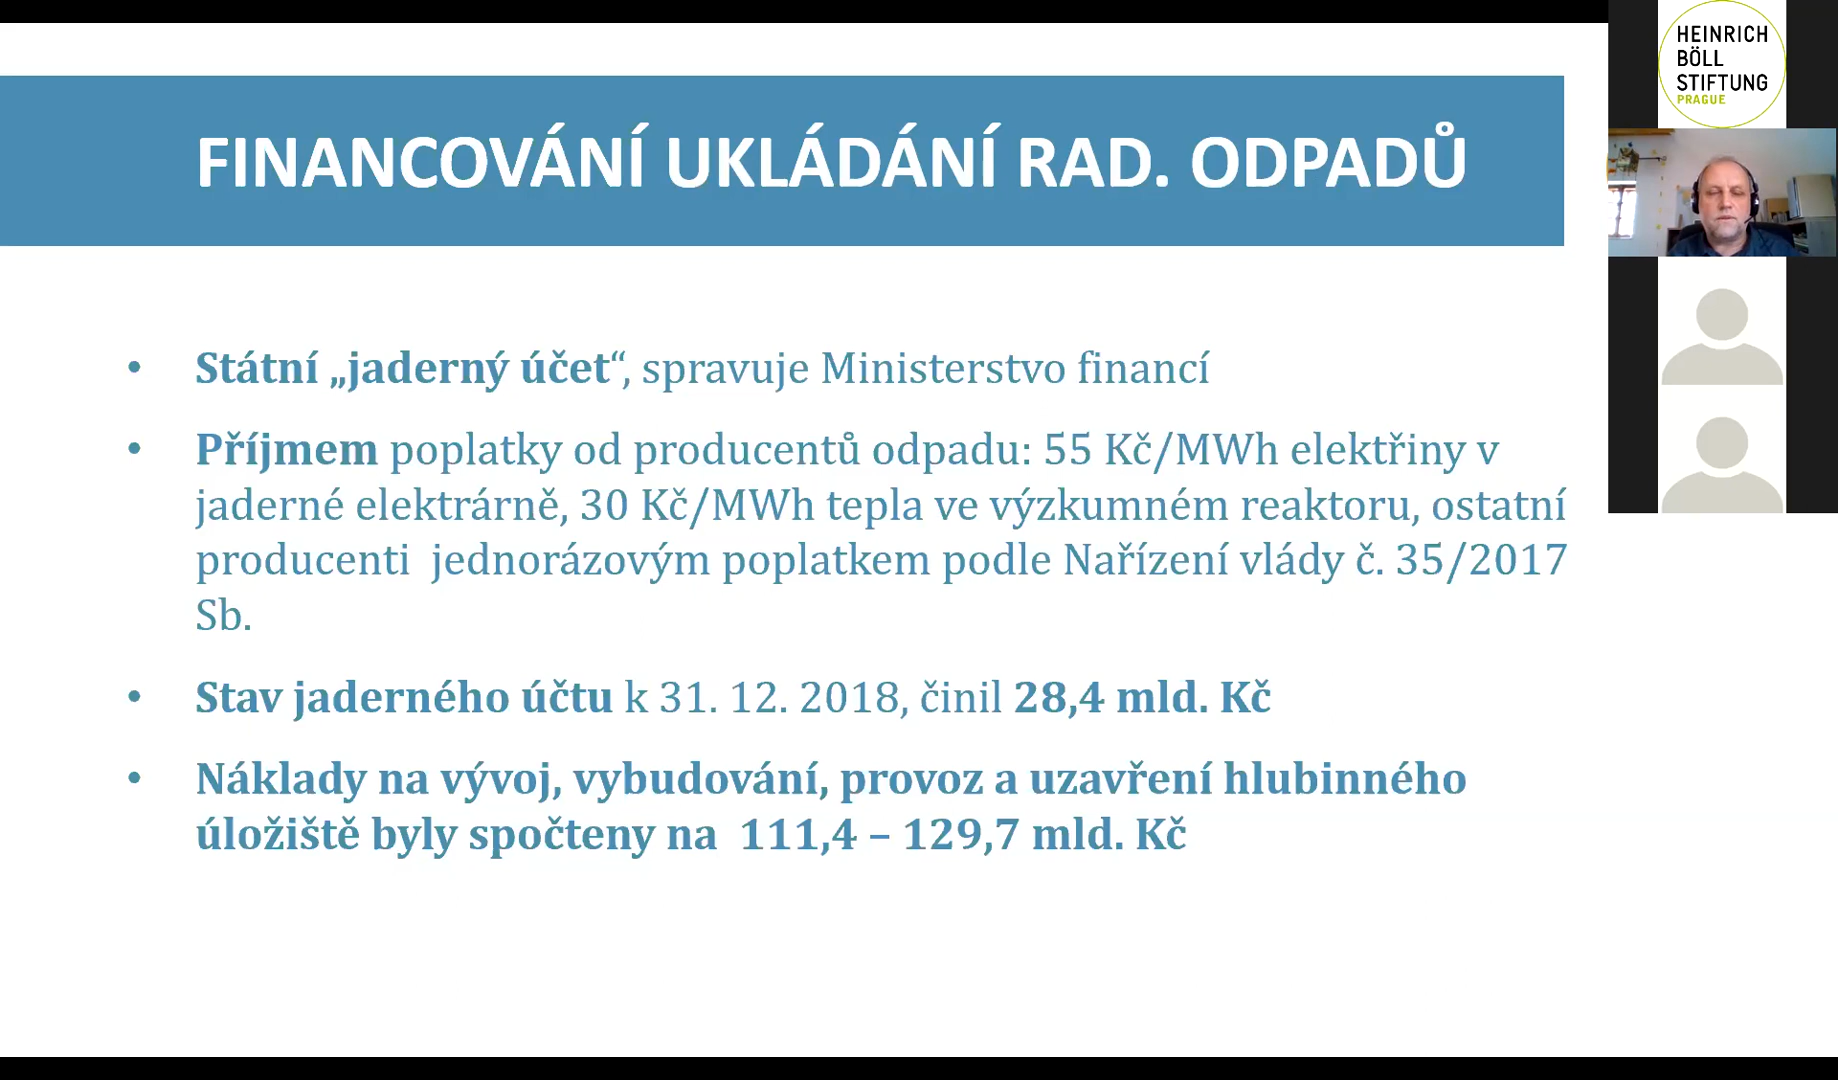 FINANCOVÁNÍ UKLÁDÁNÍ RAD. ODPADŮ
• Státní „jaderný účet“, spravuje Ministerstvo financí
• Příjmem poplatky od producentů odpadu: 55 Kč/MWh elektřiny v
jaderné elektrárně, 30 Kč/MWh tepla ve výzkumném reaktoru, ostatní
producenti jednorázovým poplatkem podle Nařízení vlády č. 35/2017
Sb.
• Stav jaderného účtu k 31. 12. 2018, činil 28,4 mld. Kč
• Náklady na vývoj, vybudování, provoz a uzavření hlubinného
úložiště byly spočteny na 111,4 – 129,7 mld. Kč
HEINRICH
BÖLL
STIFTUNG
PRAGUE